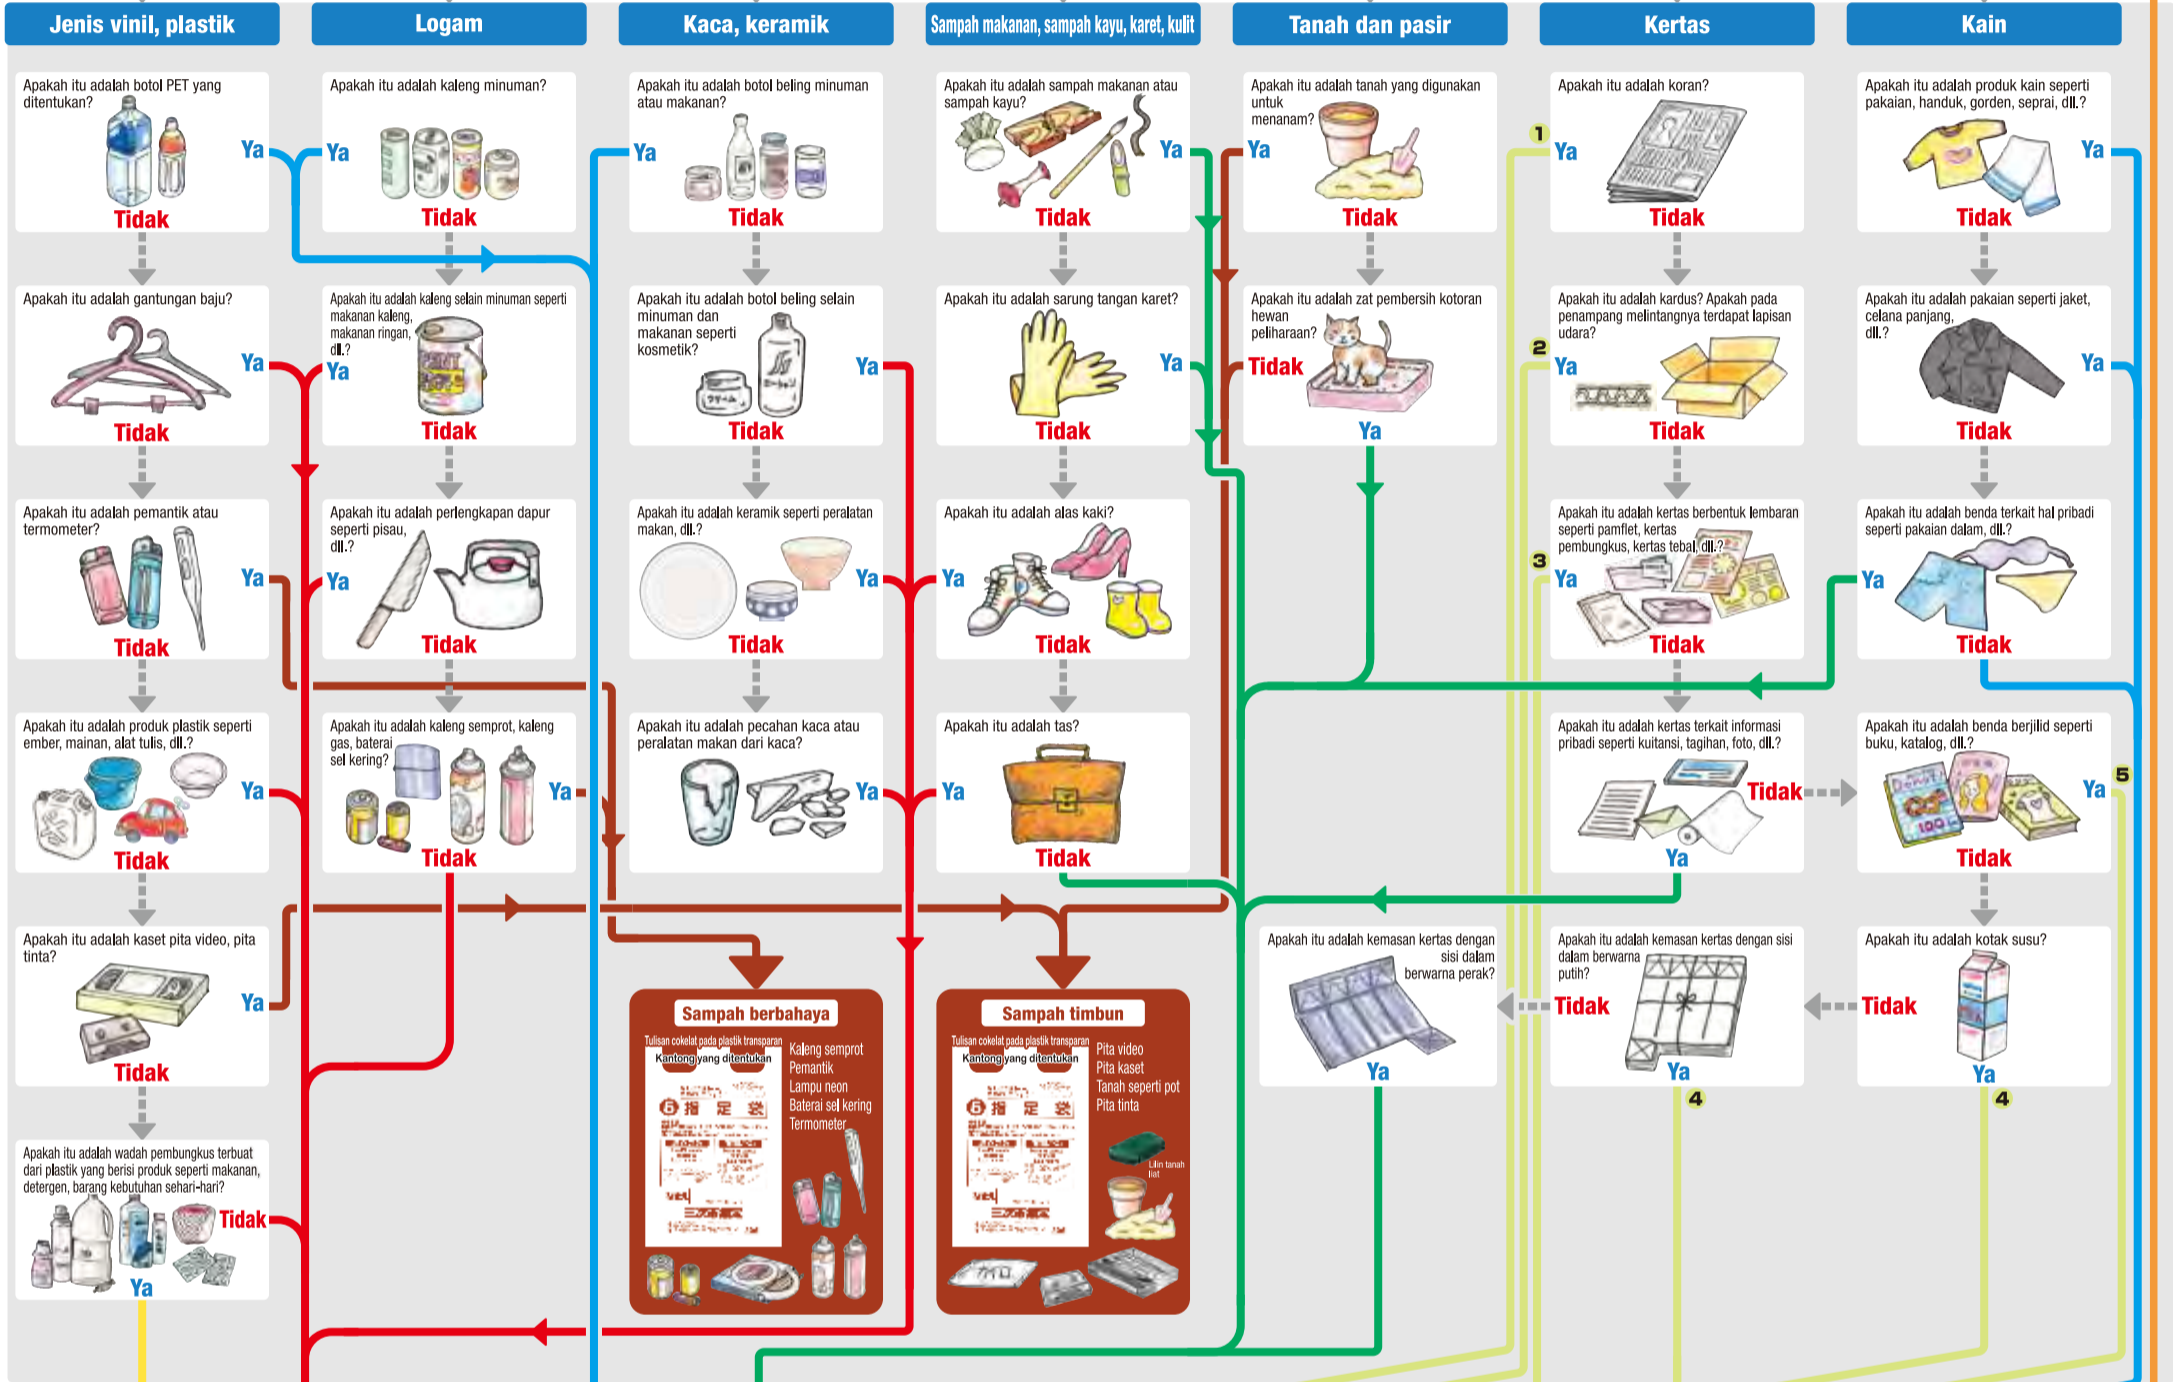 Jenis vinil, plastik
Logam
Kaca, keramik
Sampah makanan, sampah kayu, karet, kulit
Tanah dan pasir
Kertas
Kain
Apakah itu adalah botol PET yang
ditentukan?
Ya
Tidak
Apakah itu adalah kaleng minuman?
Ya
Tidak
Apakah itu adalah botol beling minuman
atau makanan?
Ya
Tidak
Apakah itu adalah sampah makanan atau
sampah kayu?
Ya
Tidak
Apakah itu adalah tanah yang digunakan
untuk
menanam?
Ya
Tidak
Apakah itu adalah koran?
1
Ya
Tidak
Apakah itu adalah produk kain seperti
pakaian, handuk, gorden, seprai, dll.?
Ya
Tidak
Apakah itu adalah gantungan baju?
Ya
Tidak
Apakah itu adalah kaleng selain minuman seperti
makanan kaleng,
makanan ringan,
dll.?
Ya
Tidak
Apakah itu adalah botol beling selain
minuman dan
makanan seperti
kosmetik?
クリーム
ローション
Ya
Tidak
Apakah itu adalah sarung tangan karet?
Ya
Tidak
Apakah itu adalah zat pembersih kotoran
hewan
peliharaan?
Tidak
Ya
Apakah itu adalah kardus? Apakah pada
penampang melintangnya terdapat lapisan
udara?
2
Ya
Tidak
Apakah itu adalah pakaian seperti jaket,
celana panjang,
dll.?
Ya
Tidak
Apakah itu adalah pemantik atau
termometer?
Ya
Tidak
Apakah itu adalah perlengkapan dapur
seperti pisau,
dll.?
Ya
Tidak
Apakah itu adalah keramik seperti peralatan
makan, dll.?
Ya
Tidak
Apakah itu adalah alas kaki?
Ya
Tidak
Apakah itu adalah kertas berbentuk lembaran
seperti pamflet, kertas
pembungkus, kertas tebal, dll.?
3
Ya
Tidak
Apakah itu adalah benda terkait hal pribadi
seperti pakaian dalam, dll.?
Ya
Tidak
Apakah itu adalah produk plastik seperti
ember, mainan, alat tulis, dll.?
Ya
Tidak
Apakah itu adalah kaleng semprot, kaleng
gas, baterai
sel kering?
Ya
Tidak
Apakah itu adalah pecahan kaca atau
peralatan makan dari kaca?
Ya
Apakah itu adalah tas?
Ya
Tidak
Apakah itu adalah kertas terkait informasi
pribadi seperti kuitansi, tagihan, foto, dll.?
Tidak
Ya
Apakah itu adalah benda berjilid seperti
buku, katalog, dll.?
5
Ya
Tidak
Apakah itu adalah kaset pita video, pita
tinta?
Ya
Tidak
Apakah itu adalah kemasan kertas dengan
sisi dalam
berwarna perak?
Ya
Apakah itu adalah kemasan kertas dengan sisi
dalam berwarna
putih?
Tidak
Ya
4
Apakah itu adalah kotak susu?
Tidak
Ya
4
Sampah berbahaya
Tulisan cokelat pada plastik transparan
Kantong yang ditentukan
指定袋
Kaleng semprot
Pemantik
Lampu neon
Baterai sel kering
Termometer
Sampah timbun
Tulisan cokelat pada plastik transparan
Kantong yang ditentukan
指定袋
Pita video
Pita kaset
Tanah seperti pot
Pita tinta
Lilin tanah
liat
Apakah itu adalah wadah pembungkus terbuat
dari plastik yang berisi produk seperti makanan,
detergen, barang kebutuhan sehari-hari?
Tidak
Ya